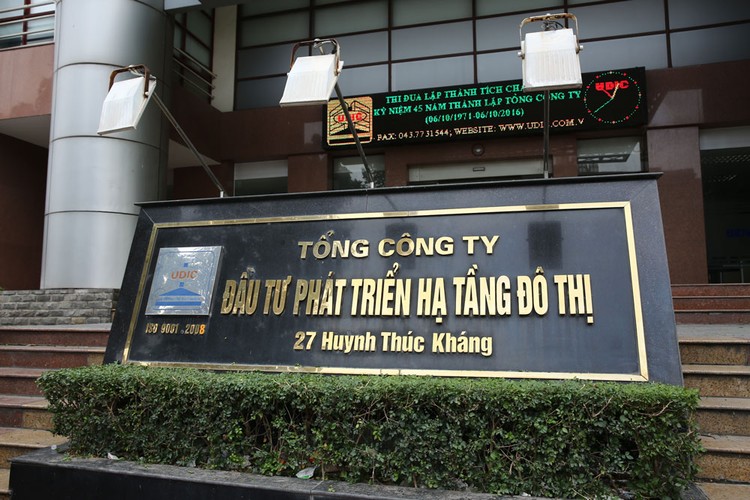 THI ĐUA LẬP THÀNH TÍCH CH
KỶ NIỆM 45 NĂM THÀNH LẬP TỔNG CÔNG TY
(06/10/1971-06/10/2016)
FAX: 043.7731544; WEBSITE: WWW.UDIC.COM.V
UDIC
UDIC
TỔNG CÔNG TY
ĐẦU TƯ PHÁT TRIỂN HẠ TẦNG ĐÔ THỊ
27 Huỳnh Thúc Kháng
UDIC
ISO 9001 : 2008